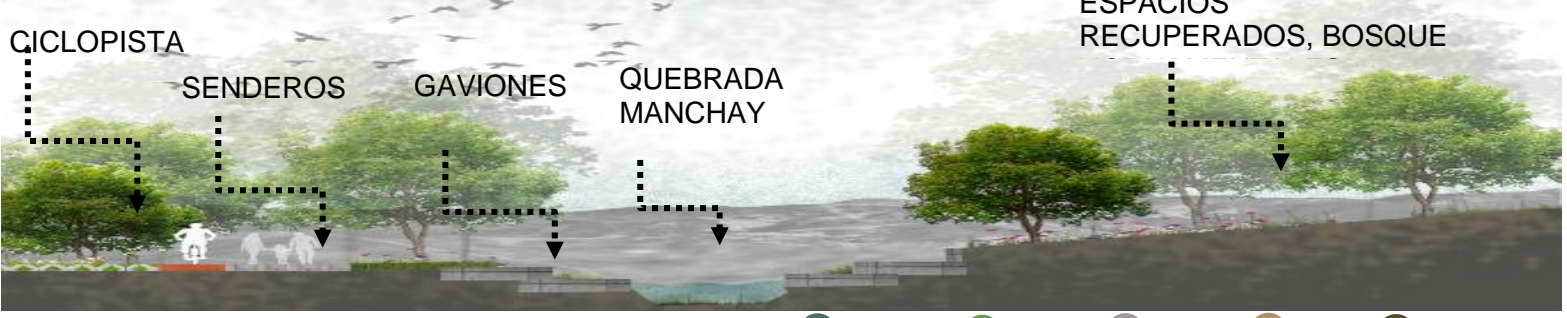 ESPACIOS
RECUPERADOS, BOSQUE
CICLOPISTA
SENDEROS
GAVIONES
QUEBRADA
MANCHAY